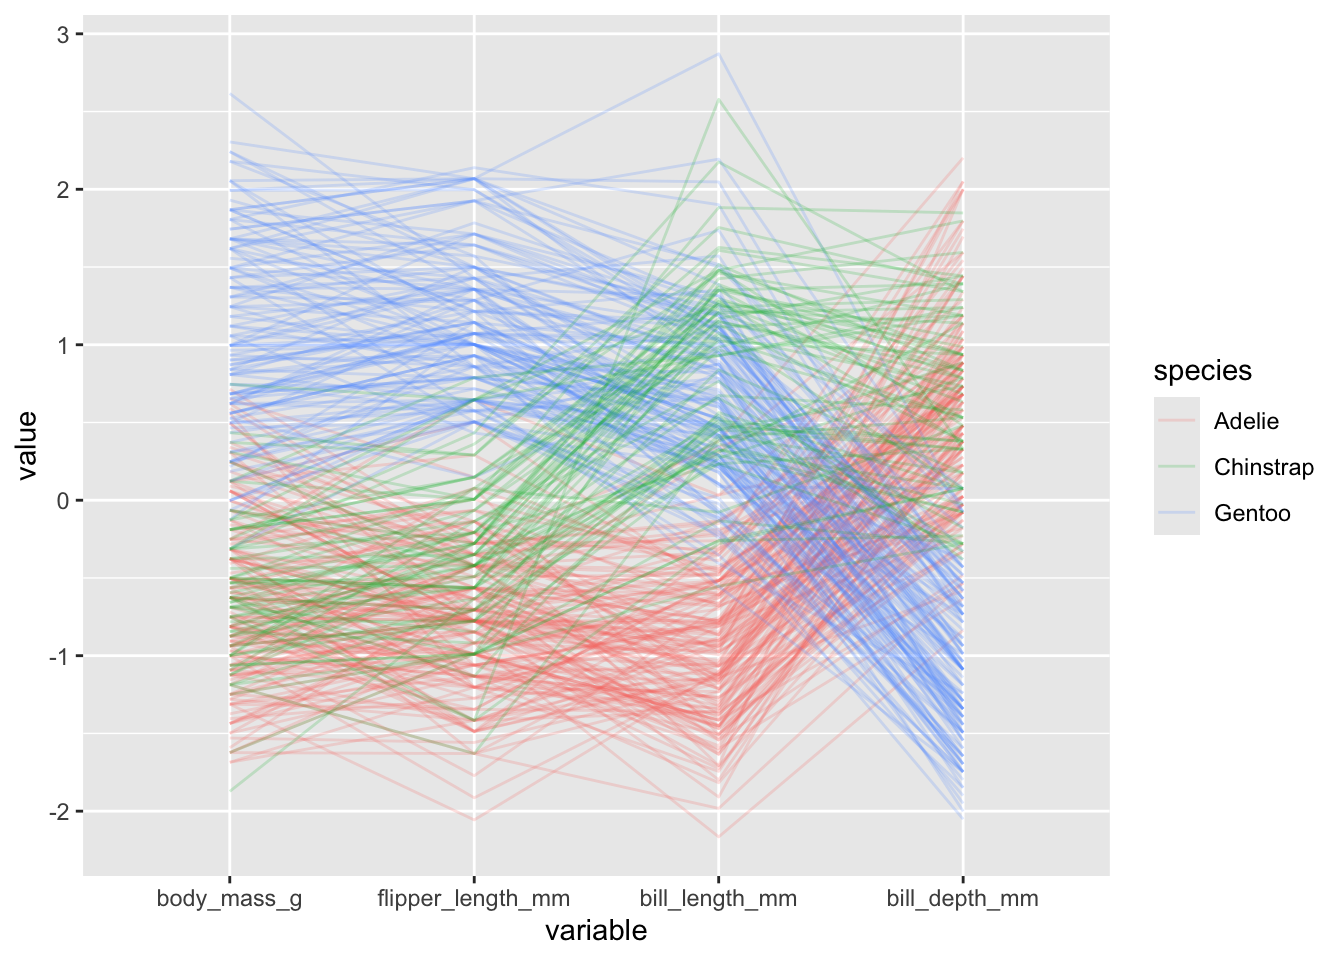 3
2
1
0
-1
-2
value
body_mass_g
flipper_length_mm
bill_length_mm
bill_depth_mm
variable
species
Adelie
Chinstrap
Gentoo